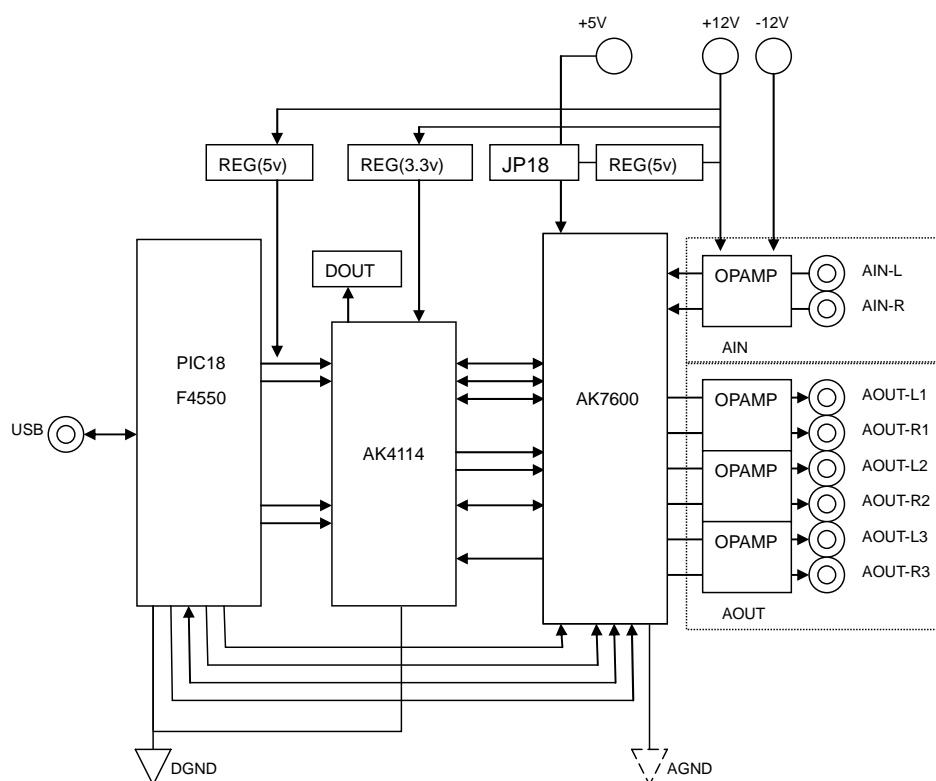 +5V
+12V
-12V
REG(5v)
REG(3.3v)
JP18
REG(5v)
DOUT
OPAMP
AIN-L
AIN-R
AIN
PIC18
F4550
AK4114
AK7600
USB
OPAMP
AOUT-L1
AOUT-R1
OPAMP
AOUT-L2
AOUT-R2
OPAMP
AOUT-L3
AOUT-R3
AOUT
DGND
AGND